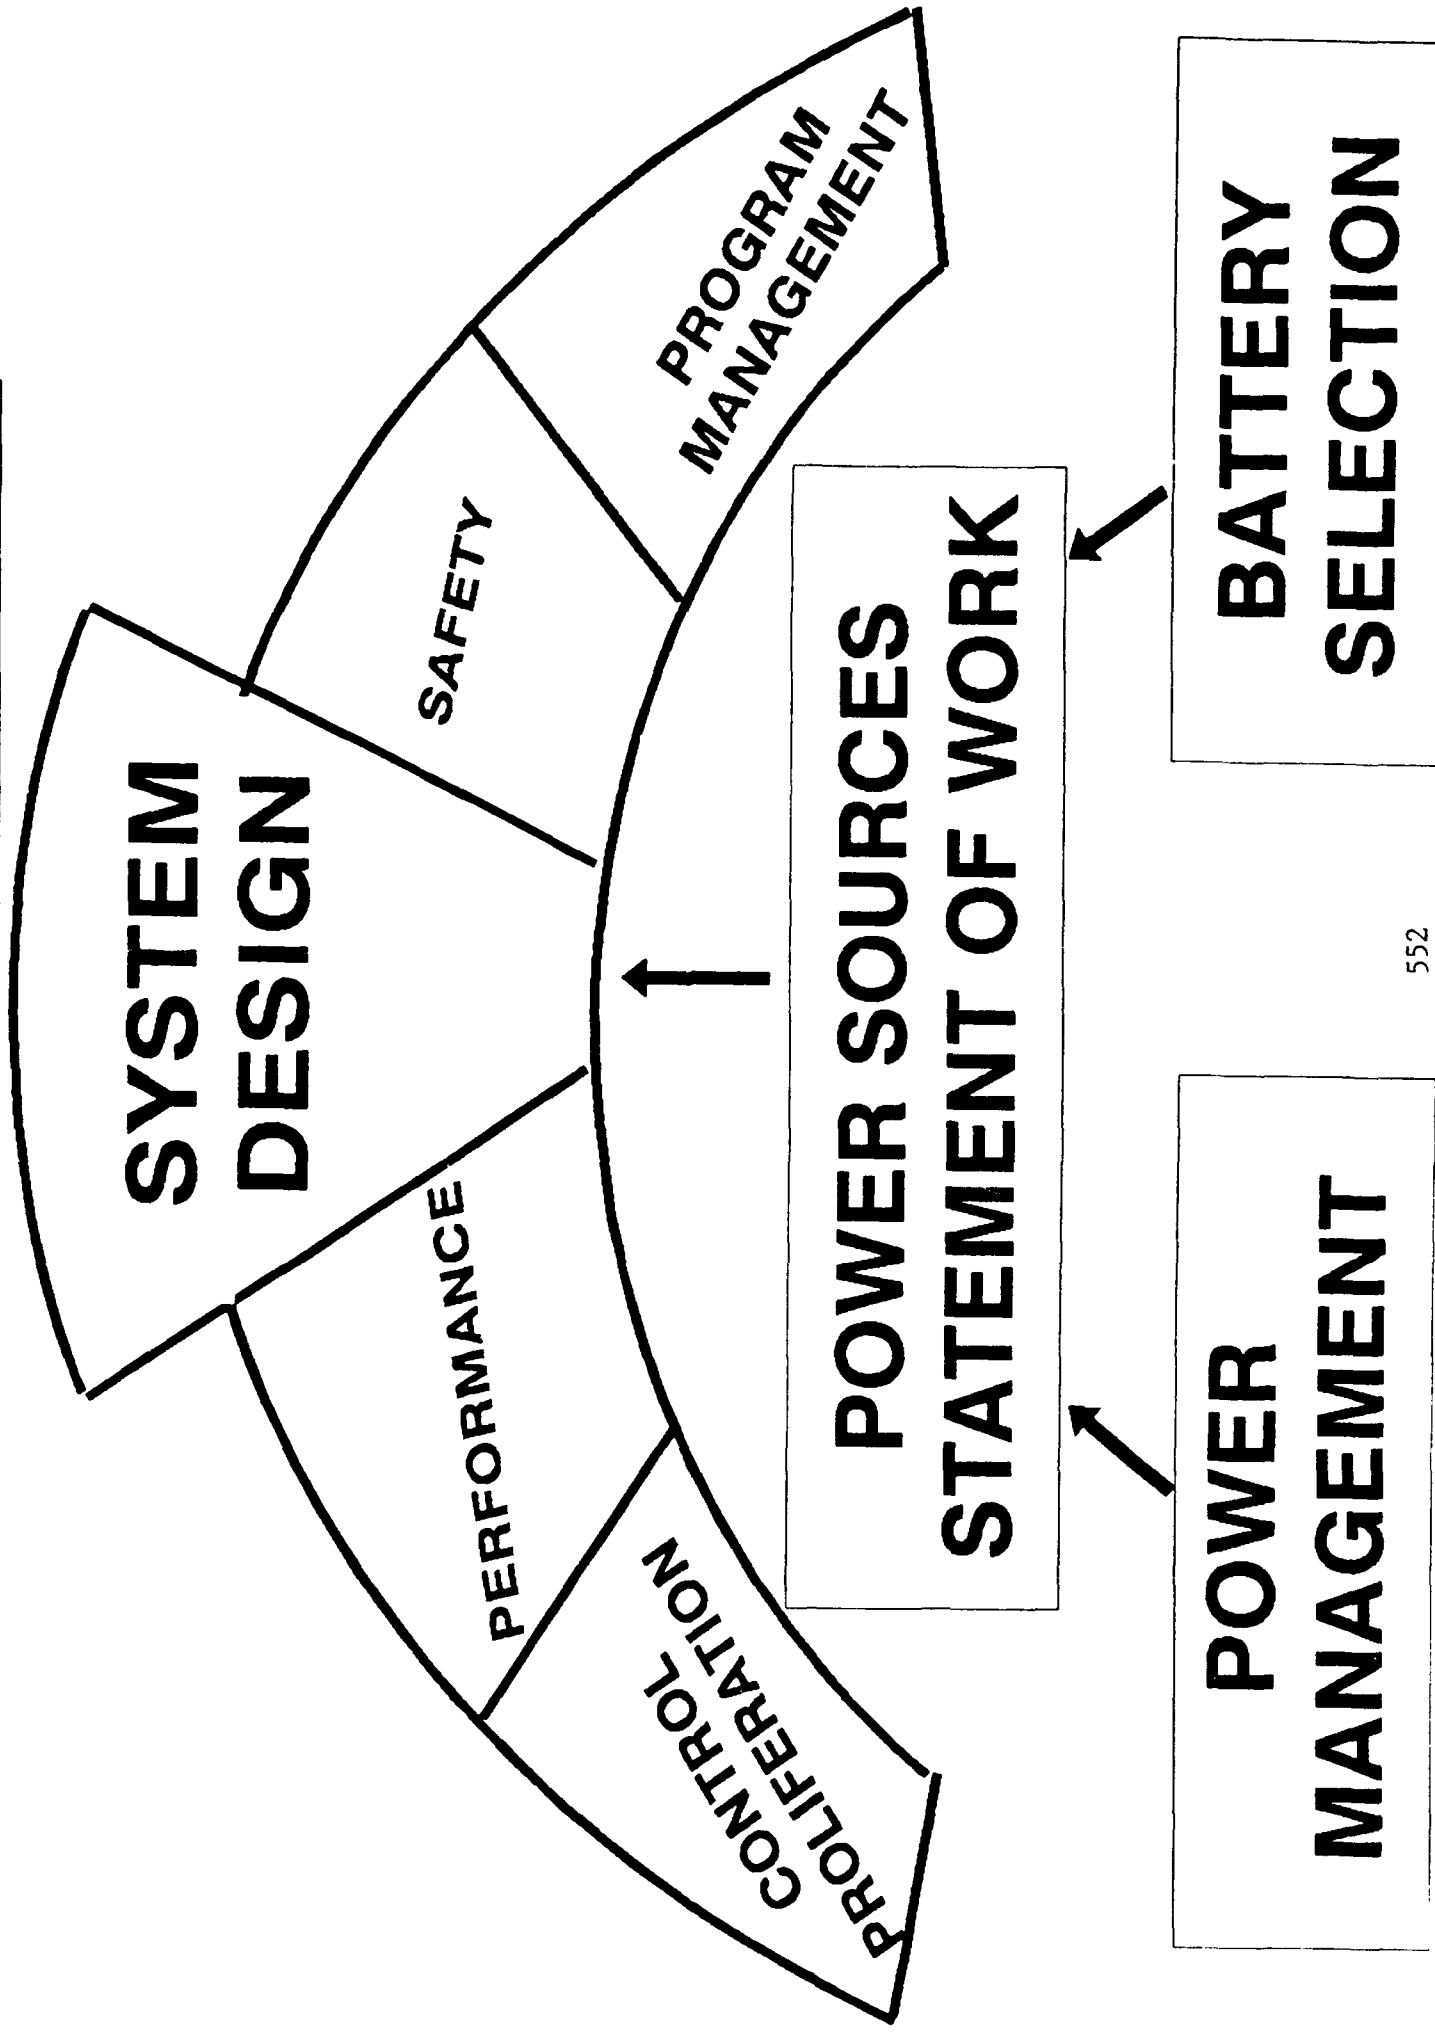 SYSTEM
DESIGN
CONTROL
PROLIFERATION
PERFORMANCE
SAFETY
PROGRAM
MANAGEMENT
POWER SOURCES
STATEMENT OF WORK
POWER
MANAGEMENT
BATTERY
SELECTION
552